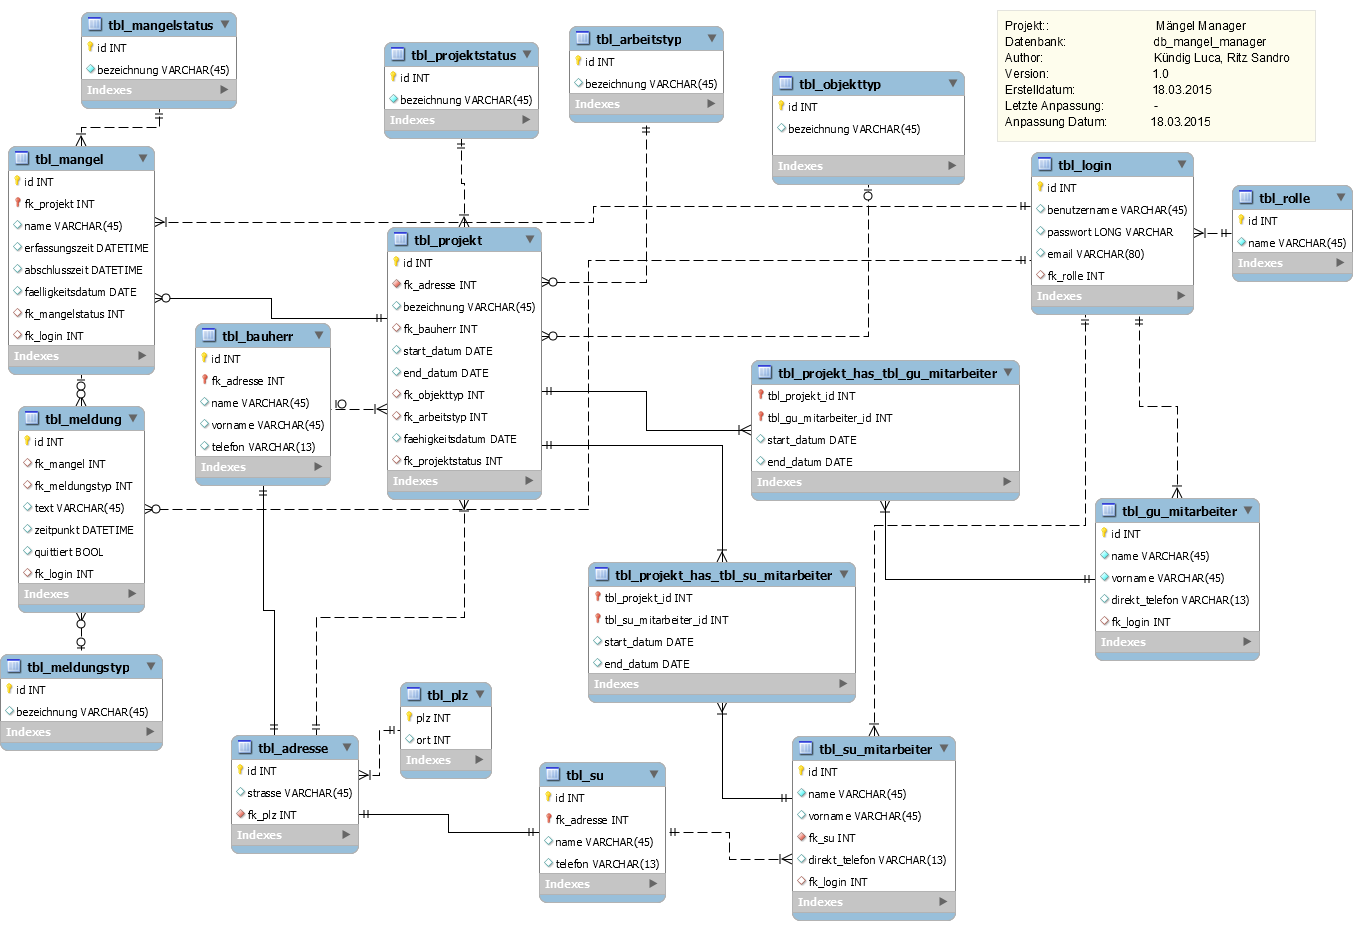 tbl_mangelstatus
id INT
bezeichnung VARCHAR(45)
Indexes
tbl_projektstatus
id INT
bezeichnung VARCHAR(45)
Indexes
tbl_arbeitstyp
id INT
bezeichnung VARCHAR(45)
Indexes
tbl_objekttyp
id INT
bezeichnung VARCHAR(45)
Indexes
Projekt:: Mängel Manager
Datenbank: db_mangel_manager
Author: Kündig Luca, Ritz Sandro
Version: 1.0
Erstelldatum: 18.03.2015
Letzte Anpassung: -
Anpassung Datum: 18.03.2015
tbl_mangel
id INT
fk_projekt INT
name VARCHAR(45)
erfassungszeit DATETIME
abschlusszeit DATETIME
faelligkeitsdatum DATE
fk_mangelstatus INT
fk_login INT
Indexes
tbl_projekt
id INT
fk_adresse INT
bezeichnung VARCHAR(45)
fk_bauherr INT
start_datum DATE
end_datum DATE
fk_objekttyp INT
fk_arbeitstyp INT
faehigkeitsdatum DATE
fk_projektstatus INT
Indexes
tbl_login
id INT
benutzername VARCHAR(45)
passwort LONG VARCHAR
email VARCHAR(80)
fk_rolle INT
Indexes
tbl_rolle
id INT
name VARCHAR(45)
Indexes
tbl_bauherr
id INT
fk_adresse INT
name VARCHAR(45)
vorname VARCHAR(45)
telefon VARCHAR(13)
Indexes
tbl_projekt_has_tbl_gu_mitarbeiter
tbl_projekt_id INT
tbl_gu_mitarbeiter_id INT
start_datum DATE
end_datum DATE
Indexes
tbl_meldung
id INT
fk_mangel INT
fk_meldungstyp INT
text VARCHAR(45)
zeitpunkt DATETIME
quittiert BOOL
fk_login INT
Indexes
tbl_gu_mitarbeiter
id INT
name VARCHAR(45)
vorname VARCHAR(45)
direkt_telefon VARCHAR(13)
fk_login INT
Indexes
tbl_projekt_has_tbl_su_mitarbeiter
tbl_projekt_id INT
tbl_su_mitarbeiter_id INT
start_datum DATE
end_datum DATE
Indexes
tbl_meldungstyp
id INT
bezeichnung VARCHAR(45)
Indexes
tbl_plz
plz INT
ort INT
Indexes
tbl_adresse
id INT
strasse VARCHAR(45)
fk_plz INT
Indexes
tbl_su
id INT
fk_adresse INT
name VARCHAR(45)
telefon VARCHAR(13)
Indexes
tbl_su_mitarbeiter
id INT
name VARCHAR(45)
vorname VARCHAR(45)
fk_su INT
direkt_telefon VARCHAR(13)
fk_login INT
Indexes